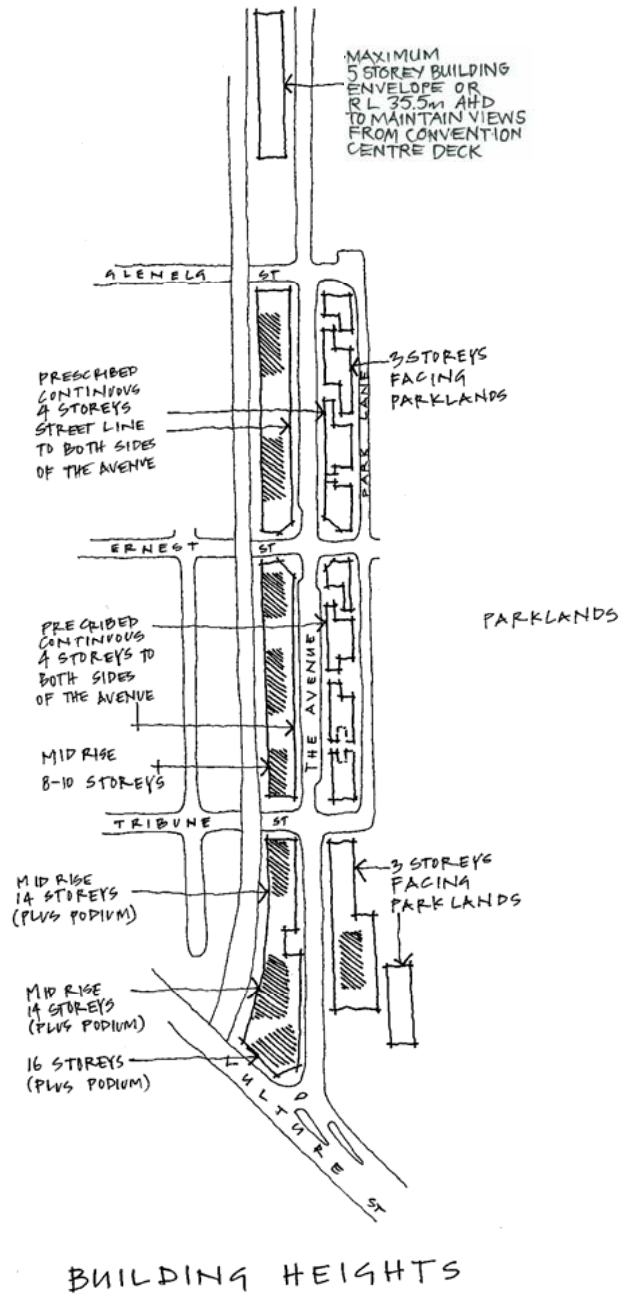 MAXIMUM
5 STOREY BUILDING
ENVELOPE OR
RL 35.5m AHD
TO MAINTAIN VIEWS
FROM CONVENTION
CENTRE DECK
GLENELG ST
PRESCRIBED
CONTINUOUS
4 STOREYS
STREET LINE
TO BOTH SIDES
OF THE AVENUE
3 STOREYS
FACING
PARKLANDS
PARK LANE
ERNEST ST
PRECRIBED
CONTINUOUS
4 STOREYS TO
BOTH SIDES
OF THE AVENUE
THE AVENUE
PARKLANDS
MID RISE
8-10 STOREYS
TRIBUNE ST
MID RISE
14 STOREYS
(PLUS PODIUM)
3 STOREYS
FACING
PARKLANDS
MID RISE
14 STOREYS
(PLUS PODIUM)
16 STOREYS
(PLUS PODIUM)
VULTURE ST
BUILDING HEIGHTS